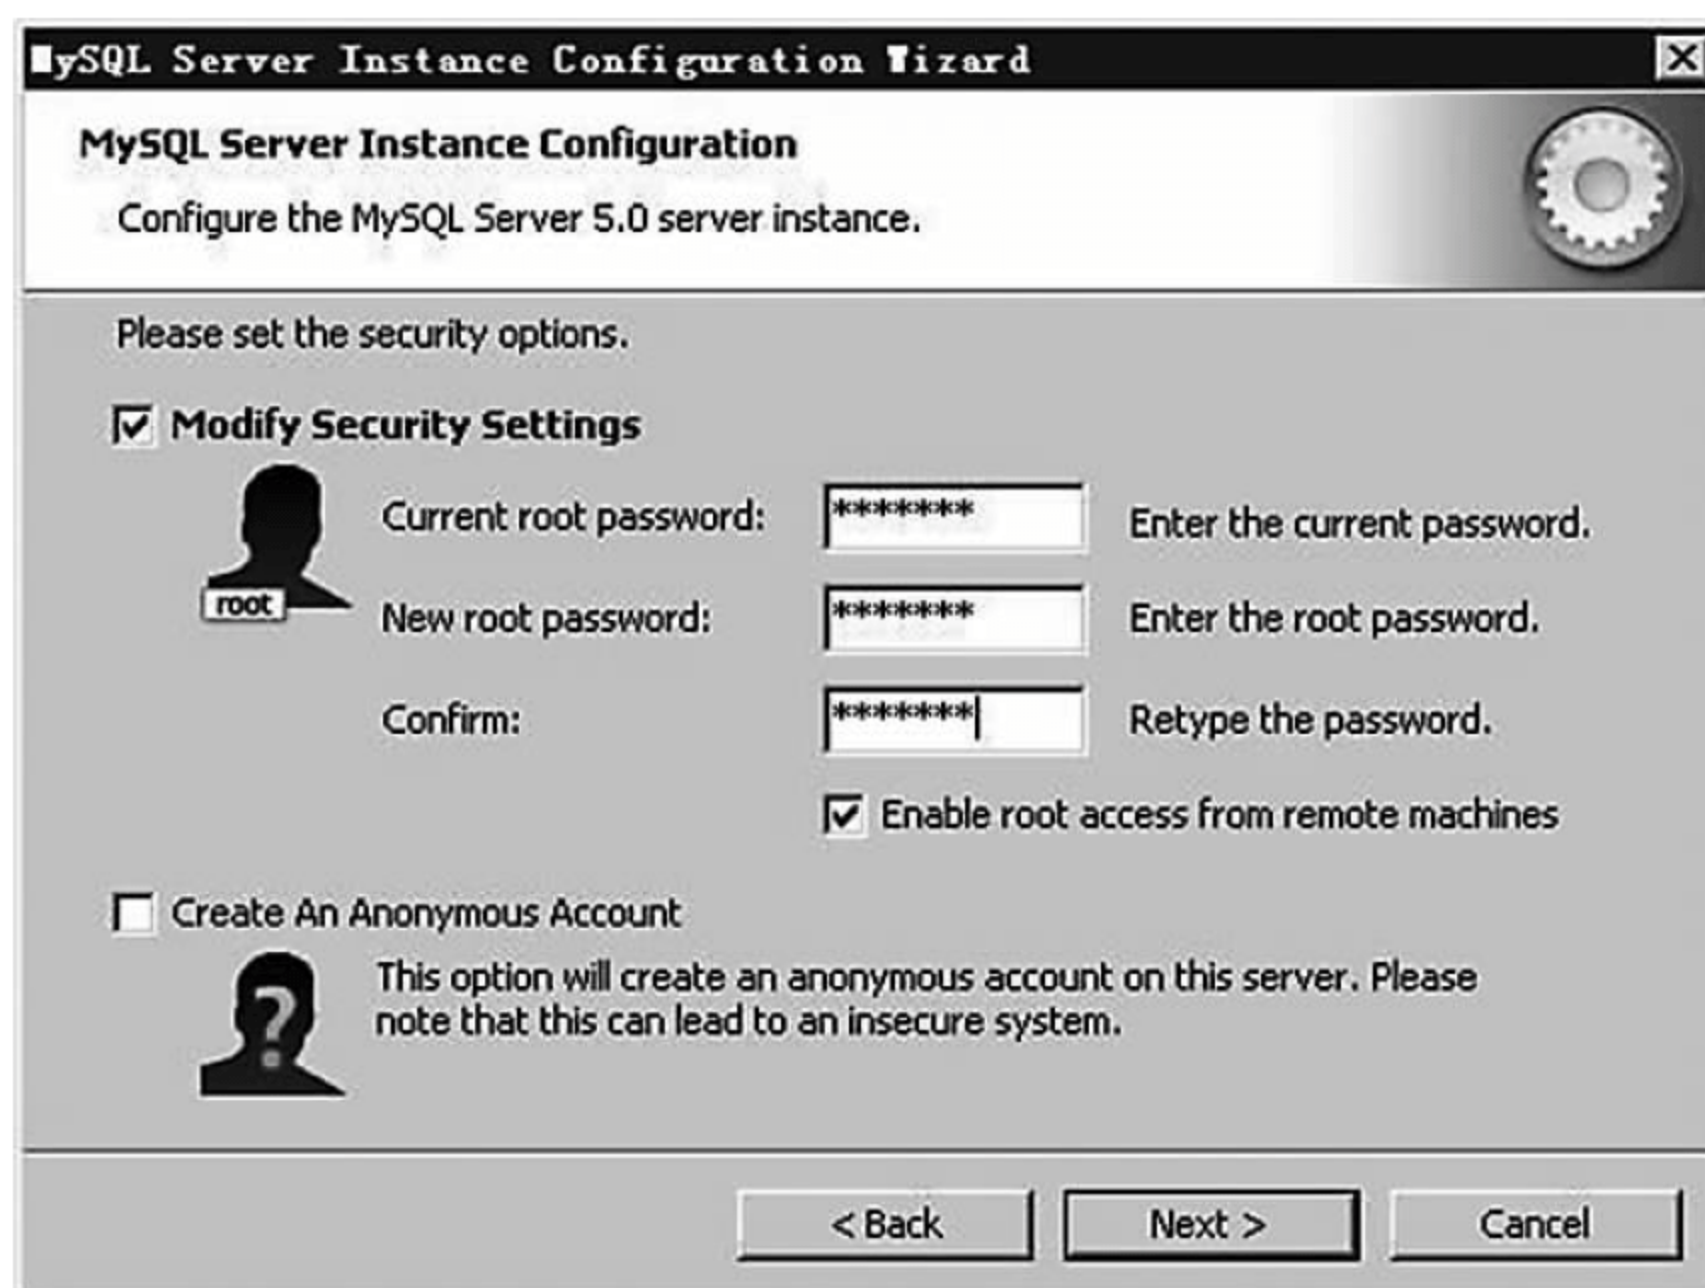 MySQL Server Instance Configuration Wizard
MySQL Server Instance Configuration
Configure the MySQL Server 5.0 server instance.
Please set the security options.
Modify Security Settings
Current root password: ******* Enter the current password.
root
New root password: ******* Enter the root password.
Confirm: ******* Retype the password.
Enable root access from remote machines
Create An Anonymous Account
?
This option will create an anonymous account on this server. Please
note that this can lead to an insecure system.
< Back Next > Cancel